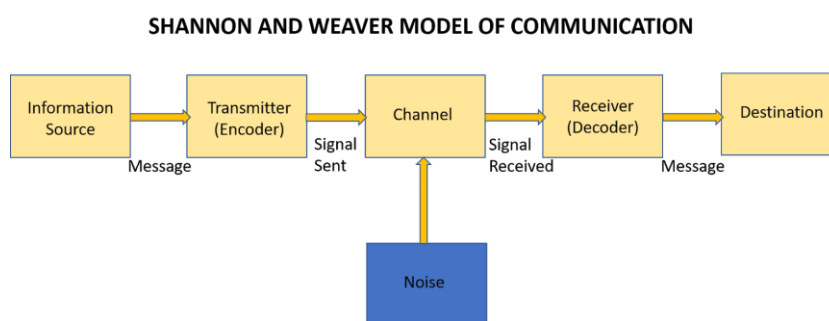 SHANNON AND WEAVER MODEL OF COMMUNICATION
Information
Source
Message
Transmitter
(Encoder)
Signal
Sent
Channel
Signal
Received
Receiver
(Decoder)
Message
Destination
Noise